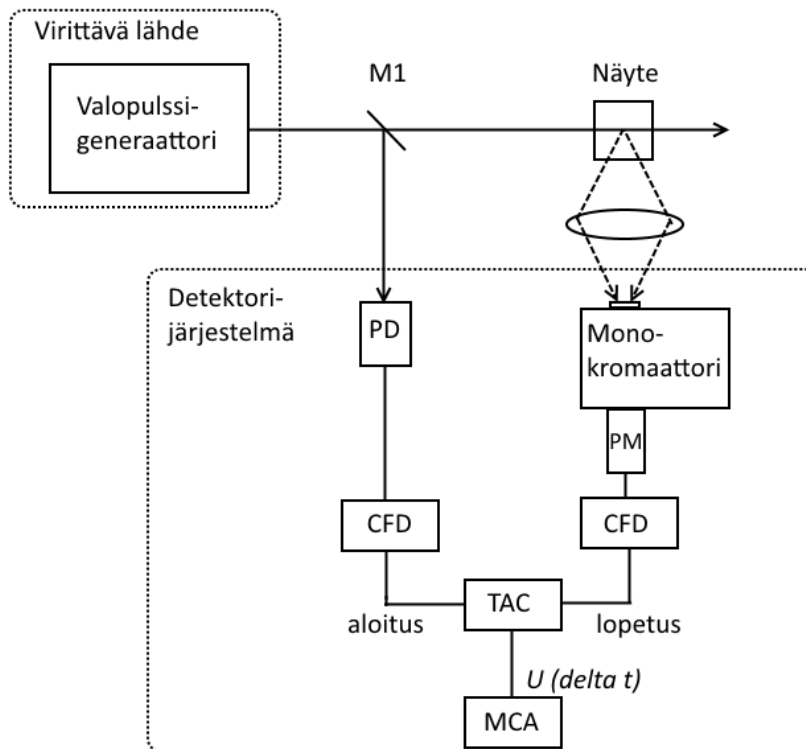 Virittävä lähde
Valopulssi-
generaattori
M1
Näyte
Detektori-
järjestelmä
PD
Mono-
kromaattori
PM
CFD
CFD
TAC
aloitus
lopetus
U (delta t)
MCA